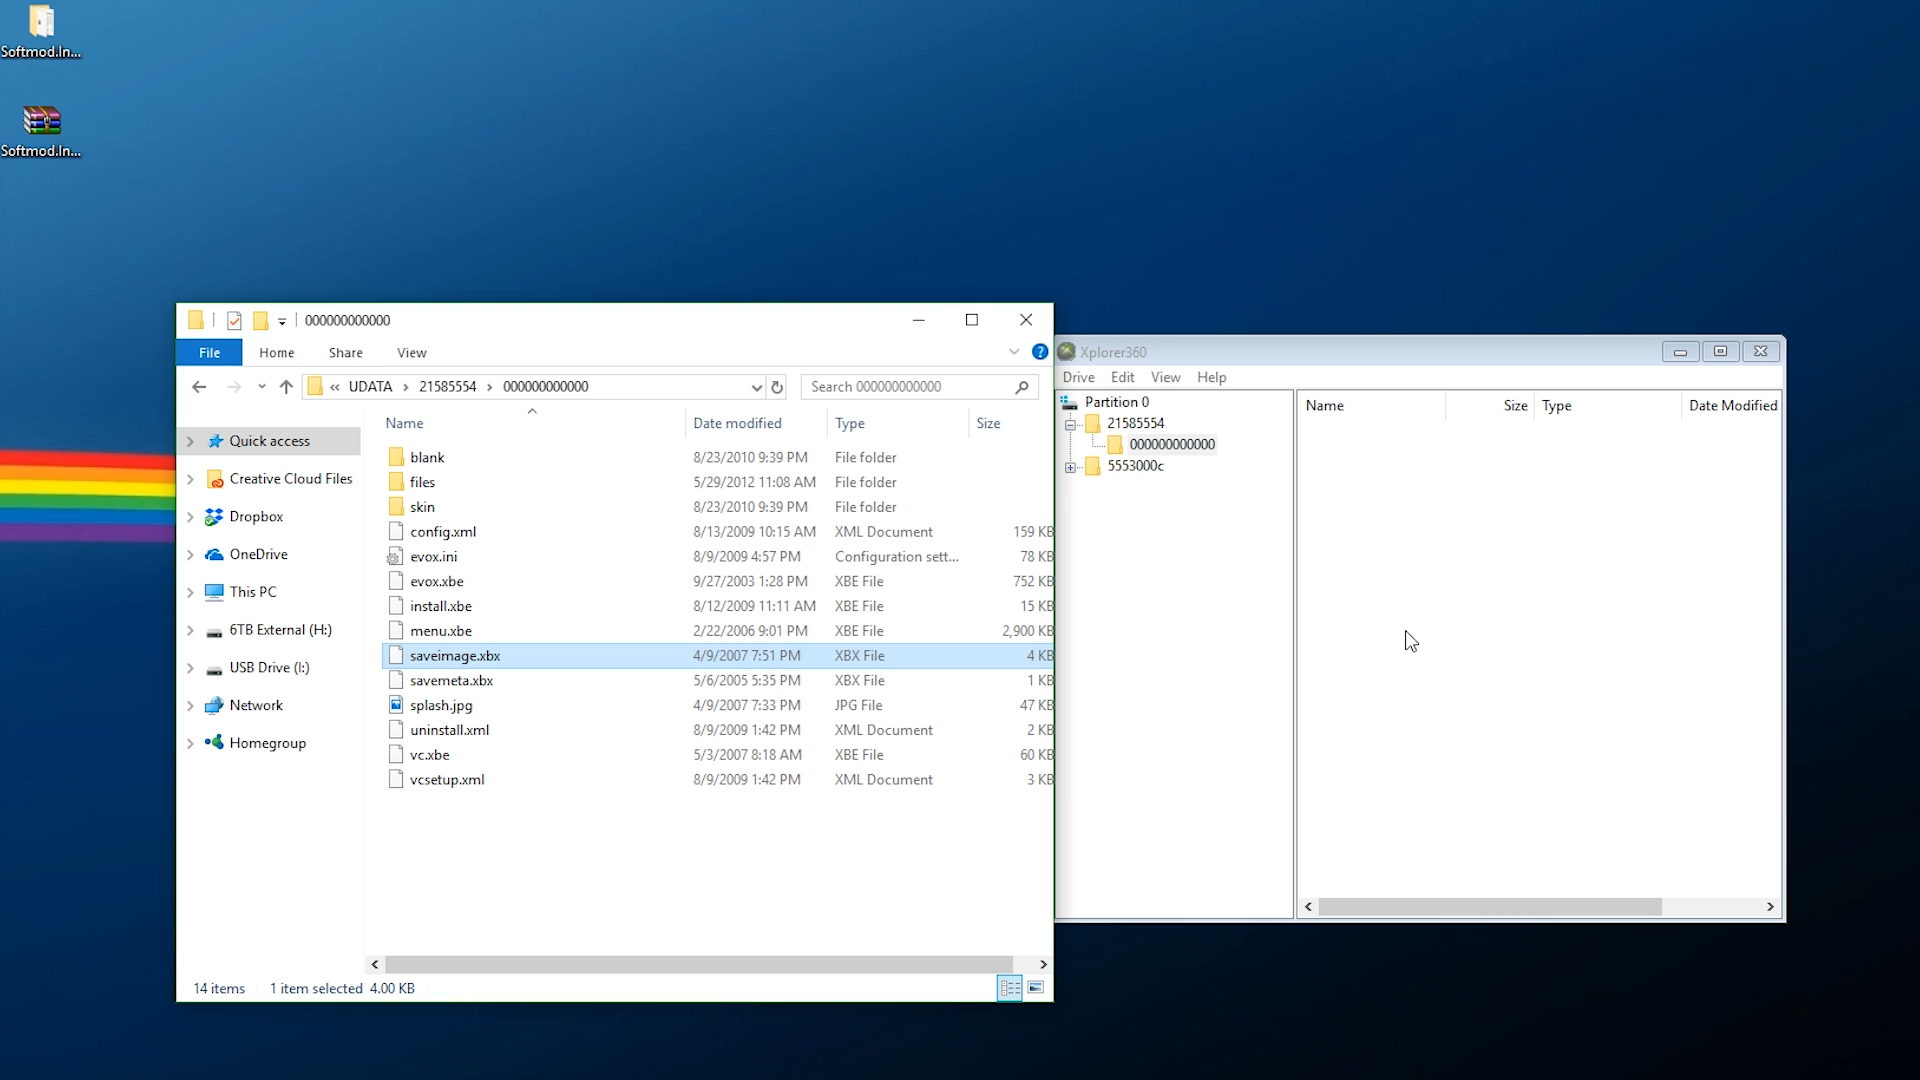 Softmod.In...
Softmod.In...
000000000000
File Home Share View
« UDATA › 21585554 › 000000000000
Search 000000000000
Name Date modified Type Size
Quick access
Creative Cloud Files
Dropbox
OneDrive
This PC
6TB External (H:)
USB Drive (I:)
Network
Homegroup
blank 8/23/2010 9:39 PM File folder
files 5/29/2012 11:08 AM File folder
skin 8/23/2010 9:39 PM File folder
config.xml 8/13/2009 10:15 AM XML Document 159 KB
evox.ini 8/9/2009 4:57 PM Configuration sett... 78 KB
evox.xbe 9/27/2003 1:28 PM XBE File 752 KB
install.xbe 8/12/2009 11:11 AM XBE File 15 KB
menu.xbe 2/22/2006 9:01 PM XBE File 2,900 KB
saveimage.xbx 4/9/2007 7:51 PM XBX File 4 KB
savemeta.xbx 5/6/2005 5:35 PM XBX File 1 KB
splash.jpg 4/9/2007 7:33 PM JPG File 47 KB
uninstall.xml 8/9/2009 1:42 PM XML Document 2 KB
vc.xbe 5/3/2007 8:18 AM XBE File 60 KB
vcsetup.xml 8/9/2009 1:42 PM XML Document 3 KB
14 items 1 item selected 4.00 KB
Xplorer360
Drive Edit View Help
Partition 0
21585554
000000000000
5553000c
Name Size Type Date Modified